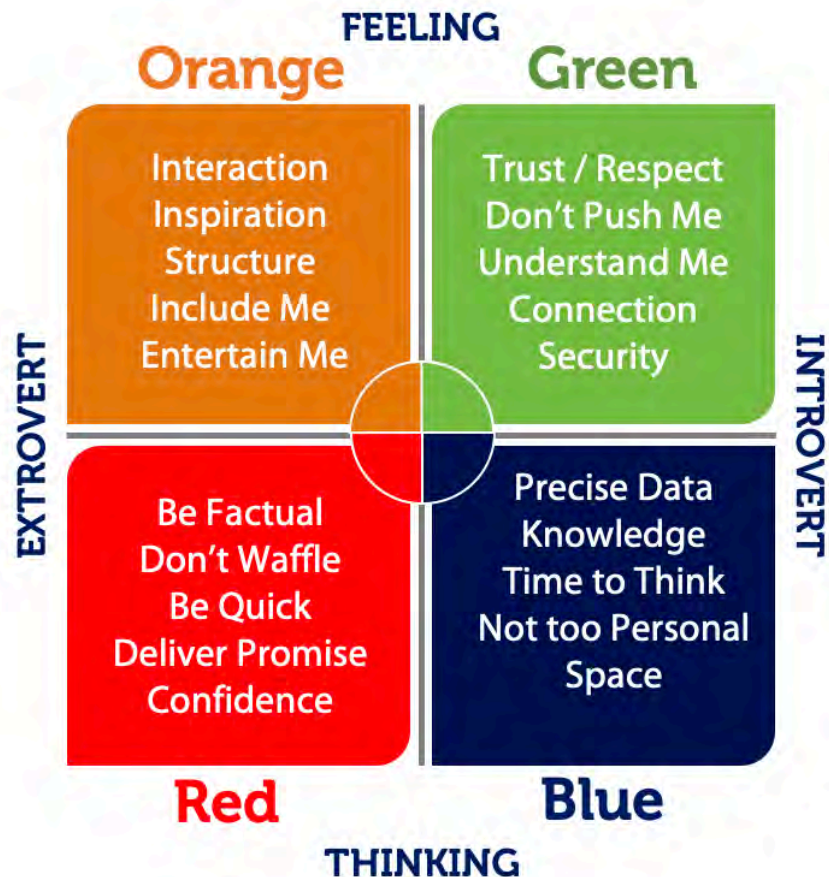 FEELING
Orange
Green
Interaction
Inspiration
Structure
Include Me
Entertain Me
Trust / Respect
Don't Push Me
Understand Me
Connection
Security
EXTROVERT
INTROVERT
Be Factual
Don't Waffle
Be Quick
Deliver Promise
Confidence
Precise Data
Knowledge
Time to Think
Not too Personal
Space
Red
Blue
THINKING